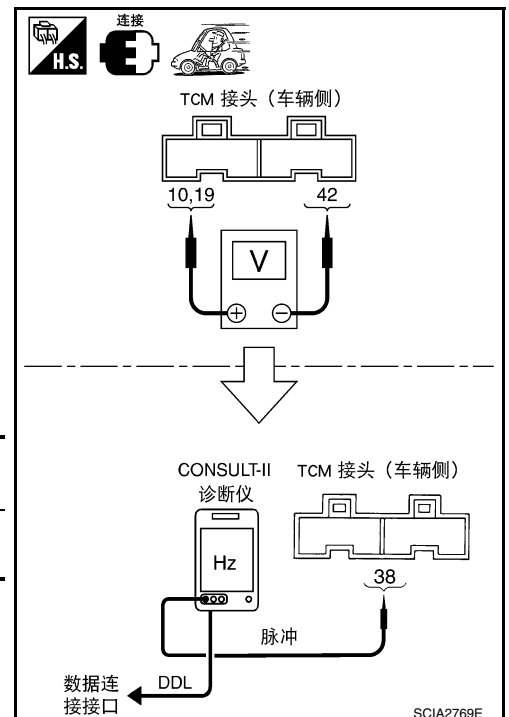 H.S.
连接
TCM 接头（车辆侧）
10,19
42
V
+ −
CONSULT-II
诊断仪
TCM 接头（车辆侧）
Hz
38
脉冲
数据连
接接口
DDL
SCIA2769E